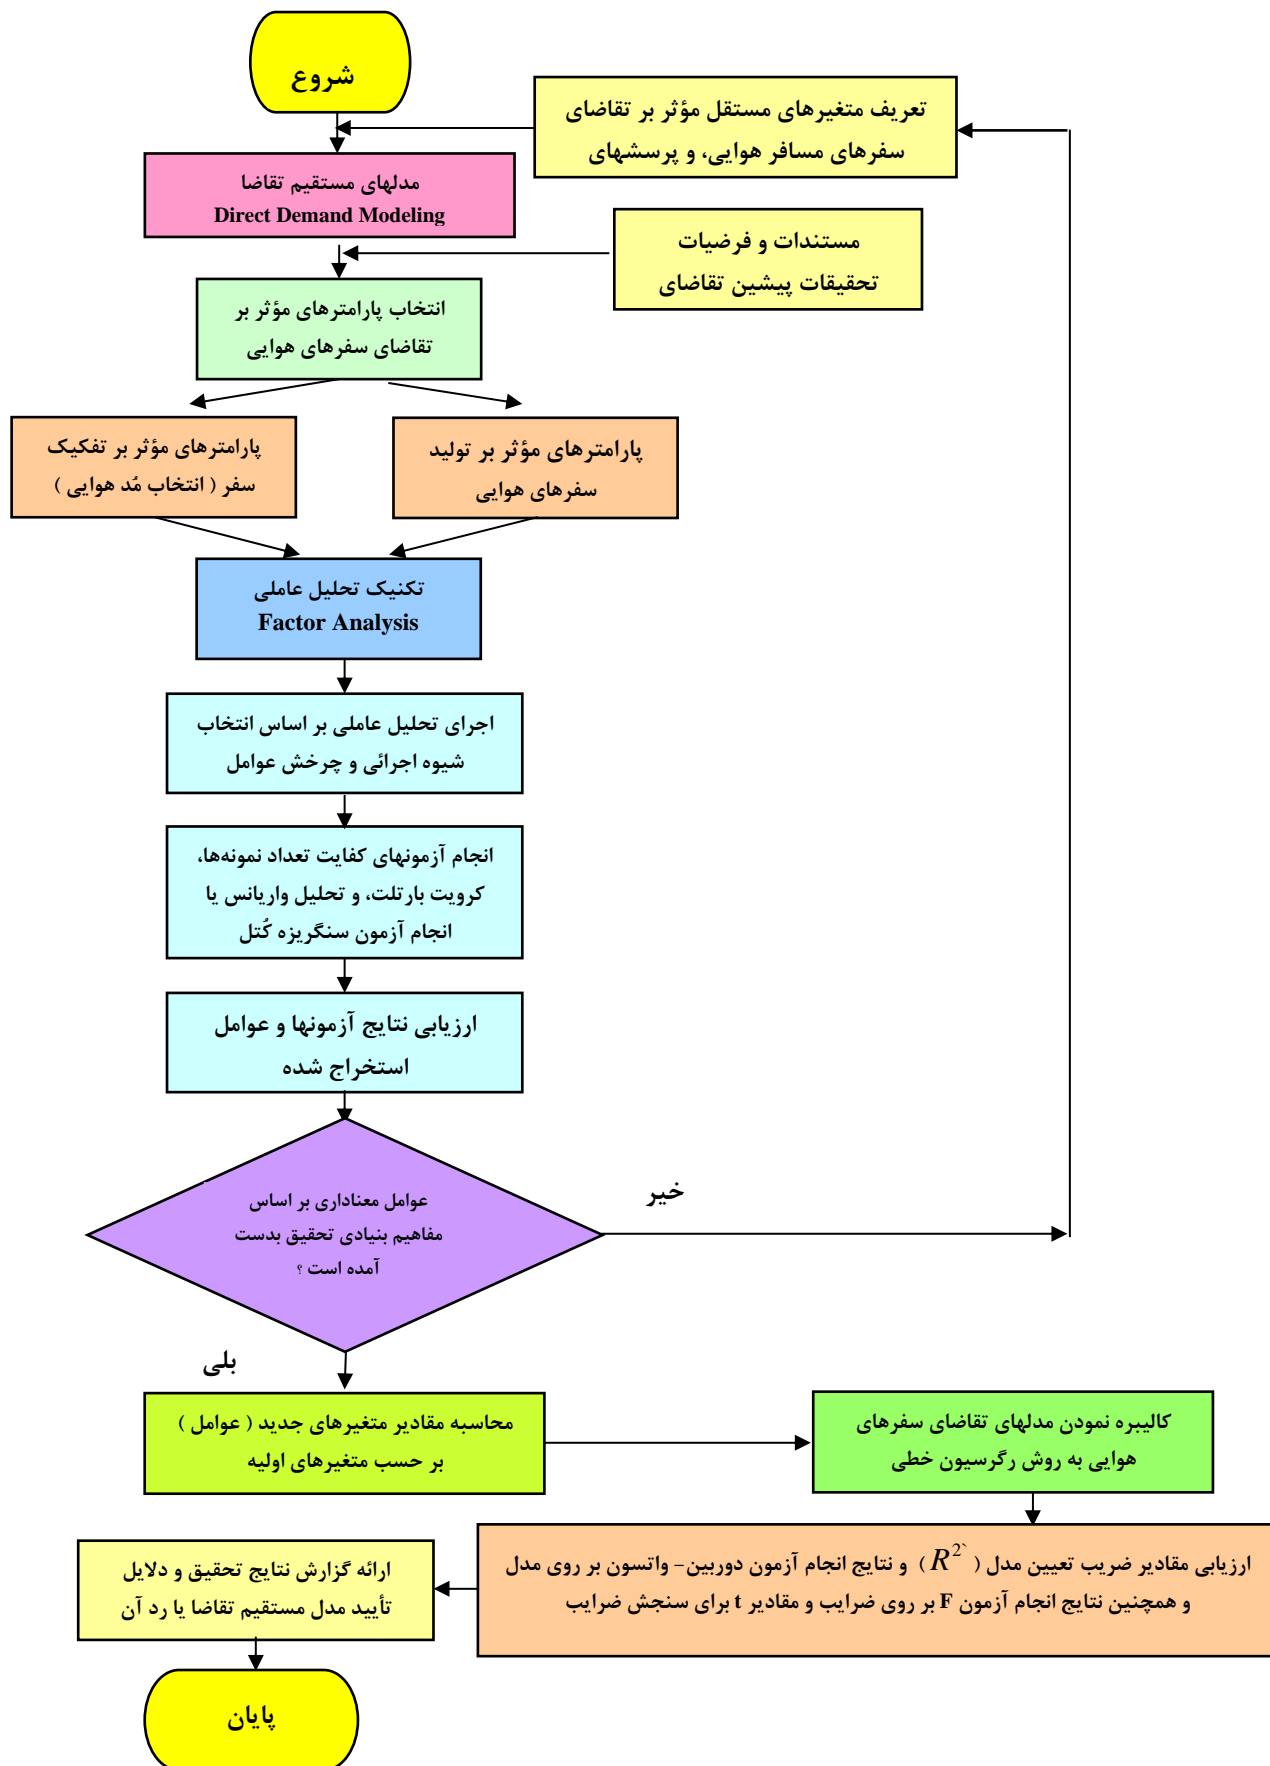 شروع
تعریف متغیرهای مستقل مؤثر بر تقاضای
سفرهای مسافر هوایی، و پرسشهای
مدلهای مستقیم تقاضا
Direct Demand Modeling
مستندات و فرضیات
تحقیقات پیشین تقاضای
انتخاب پارامترهای مؤثر بر
تقاضای سفرهای هوایی
پارامترهای مؤثر بر تولید
سفرهای هوایی
پارامترهای مؤثر بر تفکیک
سفر ( انتخاب مُد هوایی )
تکنیک تحلیل عاملی
Factor Analysis
اجرای تحلیل عاملی بر اساس انتخاب
شیوه اجرائی و چرخش عوامل
انجام آزمونهای کفایت تعداد نمونه‌ها،
کرویت بارتلت، و تحلیل واریانس یا
انجام آزمون سنگریزه کُتل
ارزیابی نتایج آزمونها و عوامل
استخراج شده
عوامل معناداری بر اساس
مفاهیم بنیادی تحقیق بدست
آمده است ؟
خیر
بلی
محاسبه مقادیر متغیرهای جدید ( عوامل )
بر حسب متغیرهای اولیه
کالیبره نمودن مدلهای تقاضای سفرهای
هوایی به روش رگرسیون خطی
ارزیابی مقادیر ضریب تعیین مدل ( R²` ) و نتایج انجام آزمون دوربین- واتسون بر روی مدل
و همچنین نتایج انجام آزمون F بر روی ضرایب و مقادیر t برای سنجش ضرایب
ارائه گزارش نتایج تحقیق و دلایل
تأیید مدل مستقیم تقاضا یا رد آن
پایان